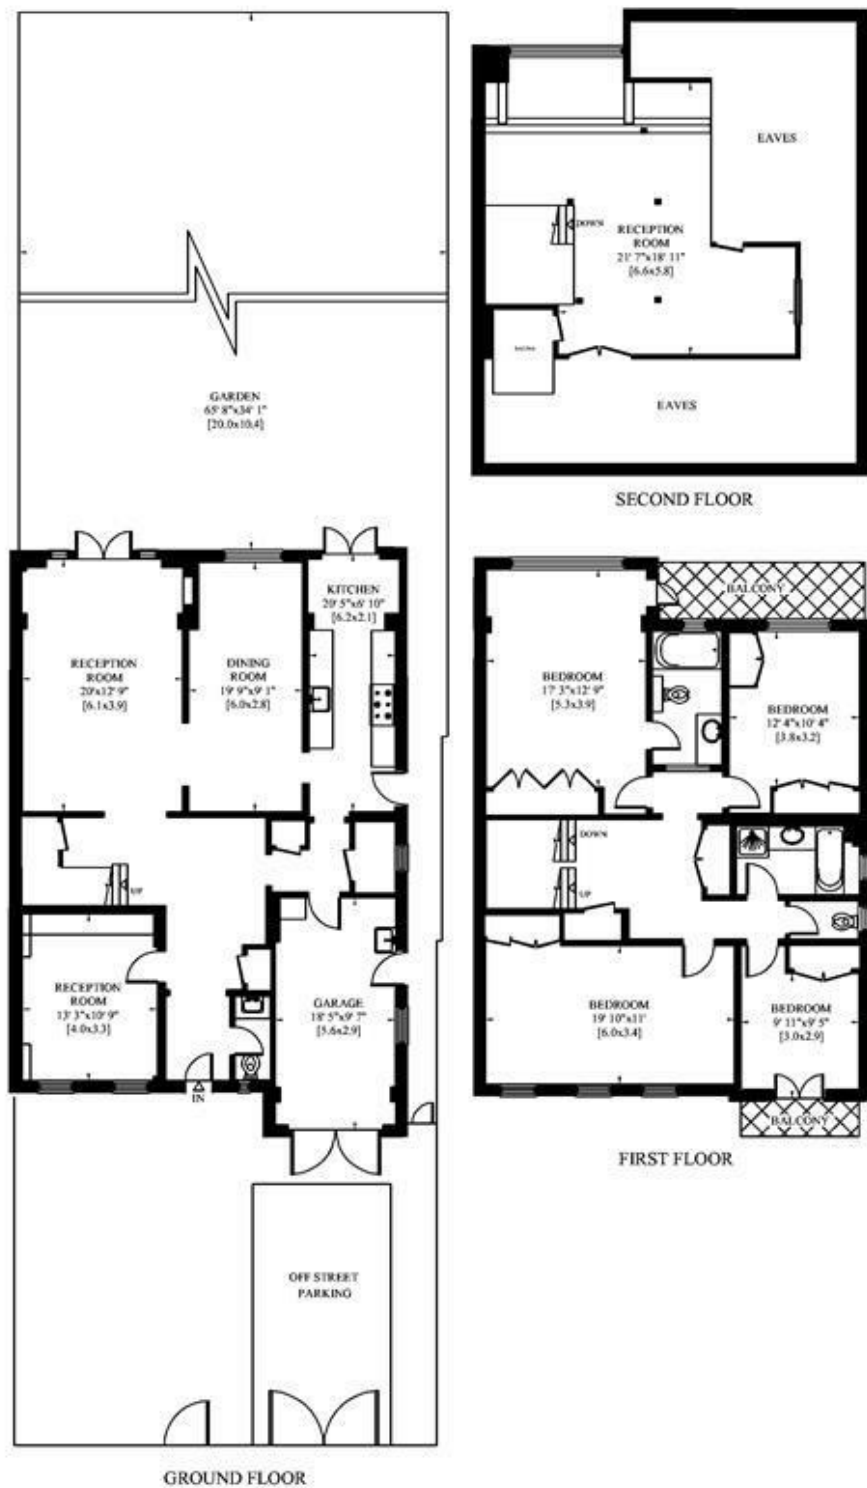 GARDEN
65' 8"x34' 1"
[20.0x10.4]
RECEPTION
ROOM
20'x12' 9"
[6.1x3.9]
DINING
ROOM
19' 9"x9' 1"
[6.0x2.8]
KITCHEN
20' 5"x6' 10"
[6.2x2.1]
UP
RECEPTION
ROOM
13' 3"x10' 9"
[4.0x3.3]
GARAGE
18' 5"x9' 7"
[5.6x2.9]
IN
OFF STREET
PARKING
GROUND FLOOR
EAVES
DOWN
RECEPTION
ROOM
21' 7"x18' 11"
[6.6x5.8]
EAVES
SECOND FLOOR
BALCONY
BEDROOM
17' 3"x12' 9"
[5.3x3.9]
BEDROOM
12' 4"x10' 4"
[3.8x3.2]
DOWN
UP
BEDROOM
19' 10"x11'
[6.0x3.4]
BEDROOM
9' 11"x9' 5"
[3.0x2.9]
BALCONY
FIRST FLOOR